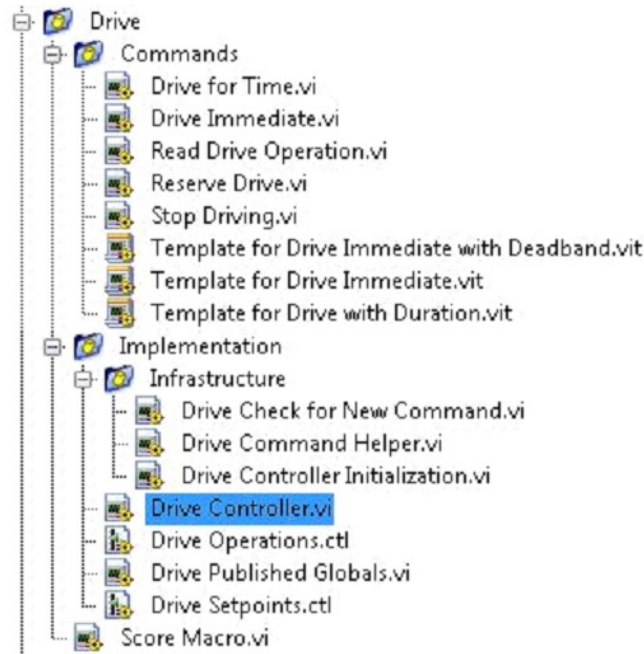 Drive
Commands
Drive for Time.vi
Drive Immediate.vi
Read Drive Operation.vi
Reserve Drive.vi
Stop Driving.vi
Template for Drive Immediate with Deadband.vit
Template for Drive Immediate.vit
Template for Drive with Duration.vit
Implementation
Infrastructure
Drive Check for New Command.vi
Drive Command Helper.vi
Drive Controller Initialization.vi
Drive Controller.vi
Drive Operations.ctl
Drive Published Globals.vi
Drive Setpoints.ctl
Score Macro.vi